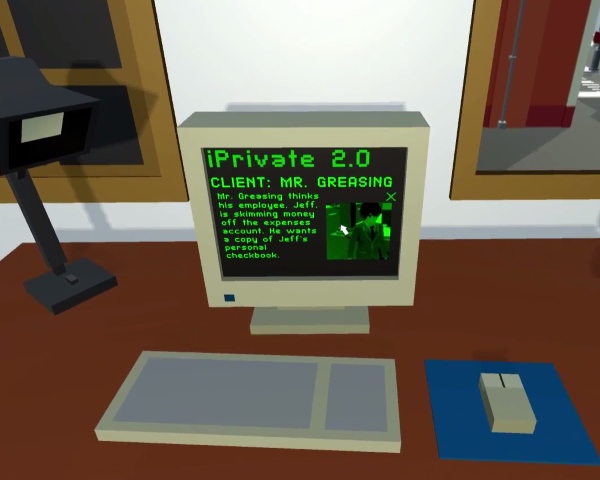 iPrivate 2.0
CLIENT: MR. GREASING
Mr. Greasing thinks
his employee, Jeff,
is skimming money
off the expenses
account. He wants
a copy of Jeff's
personal
checkbook.